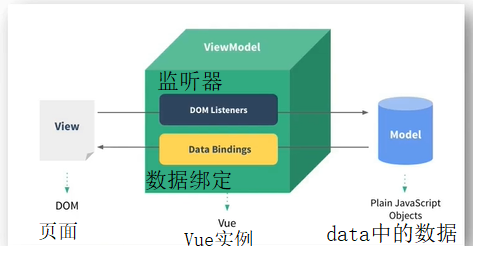 ViewModel
监听器
DOM Listeners
View
Model
Data Bindings
数据绑定
DOM
页面
Vue
Vue实例
Plain JavaScript
Objects
data中的数据